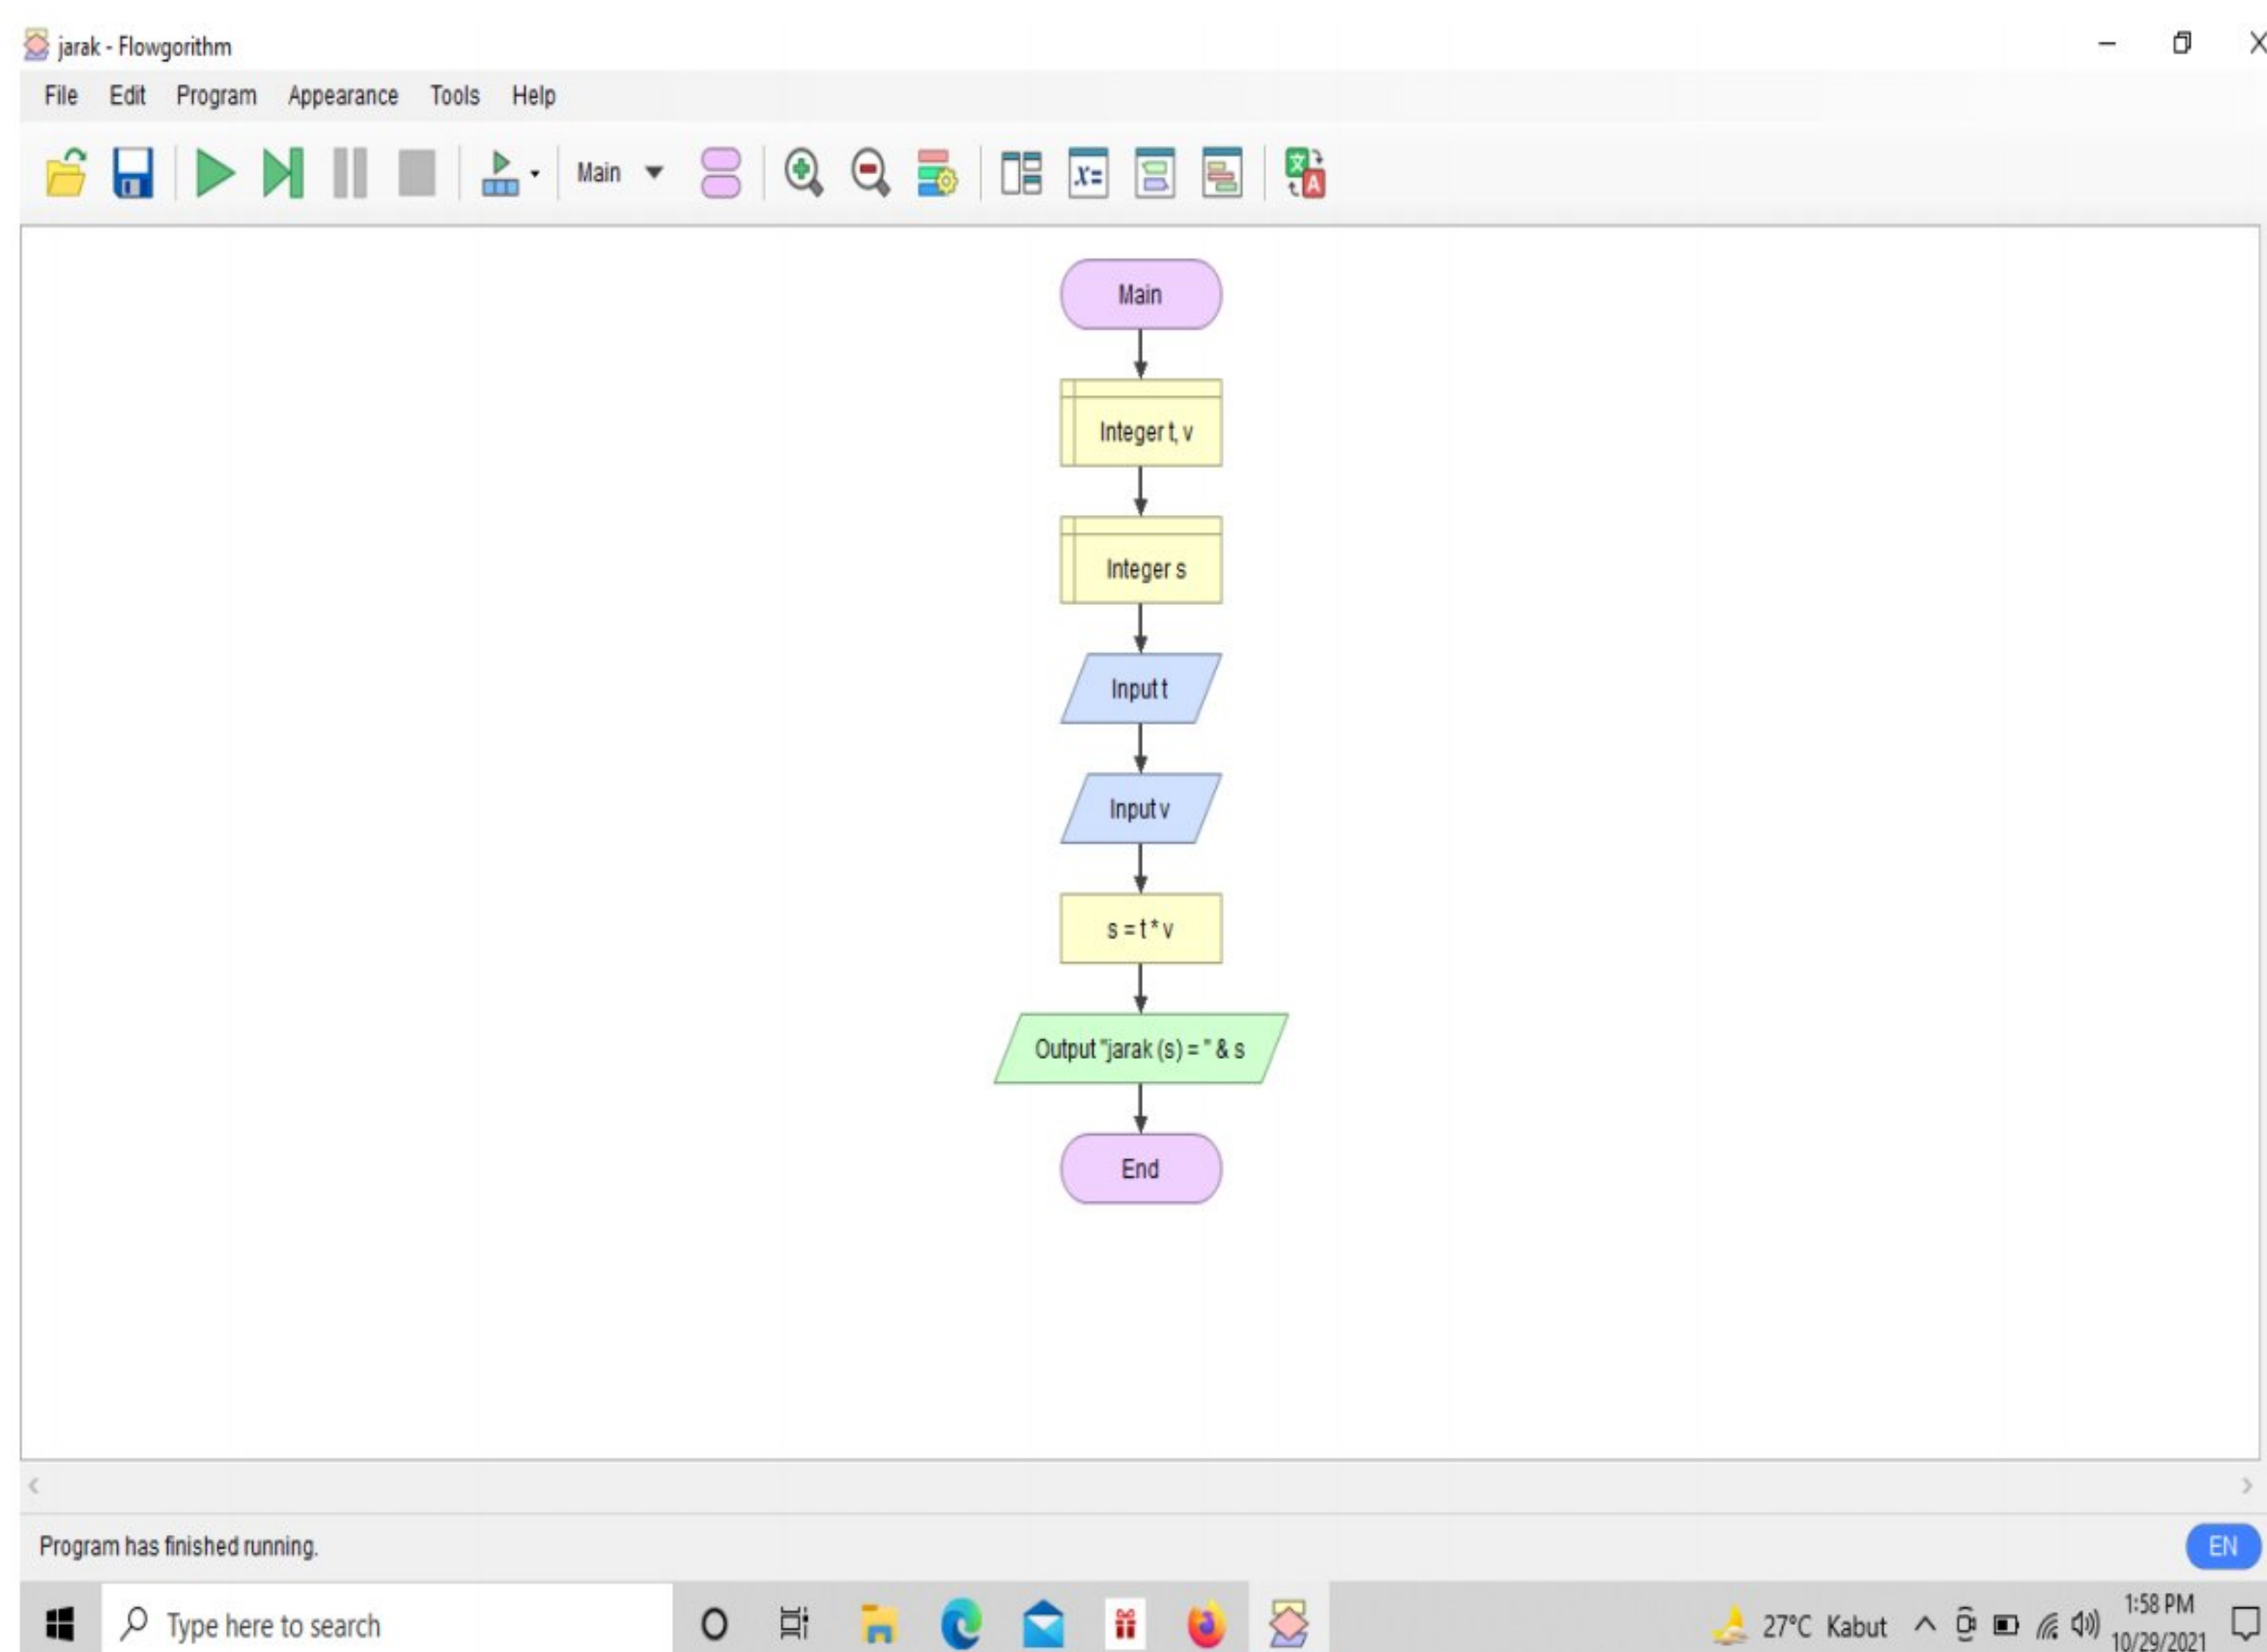 jarak - Flowgorithm
File Edit Program Appearance Tools Help
Main
x=
Main
Integer t, v
Integer s
Input t
Input v
s = t * v
Output "jarak (s) = " & s
End
Program has finished running.
EN
Type here to search
27°C Kabut
1:58 PM
10/29/2021